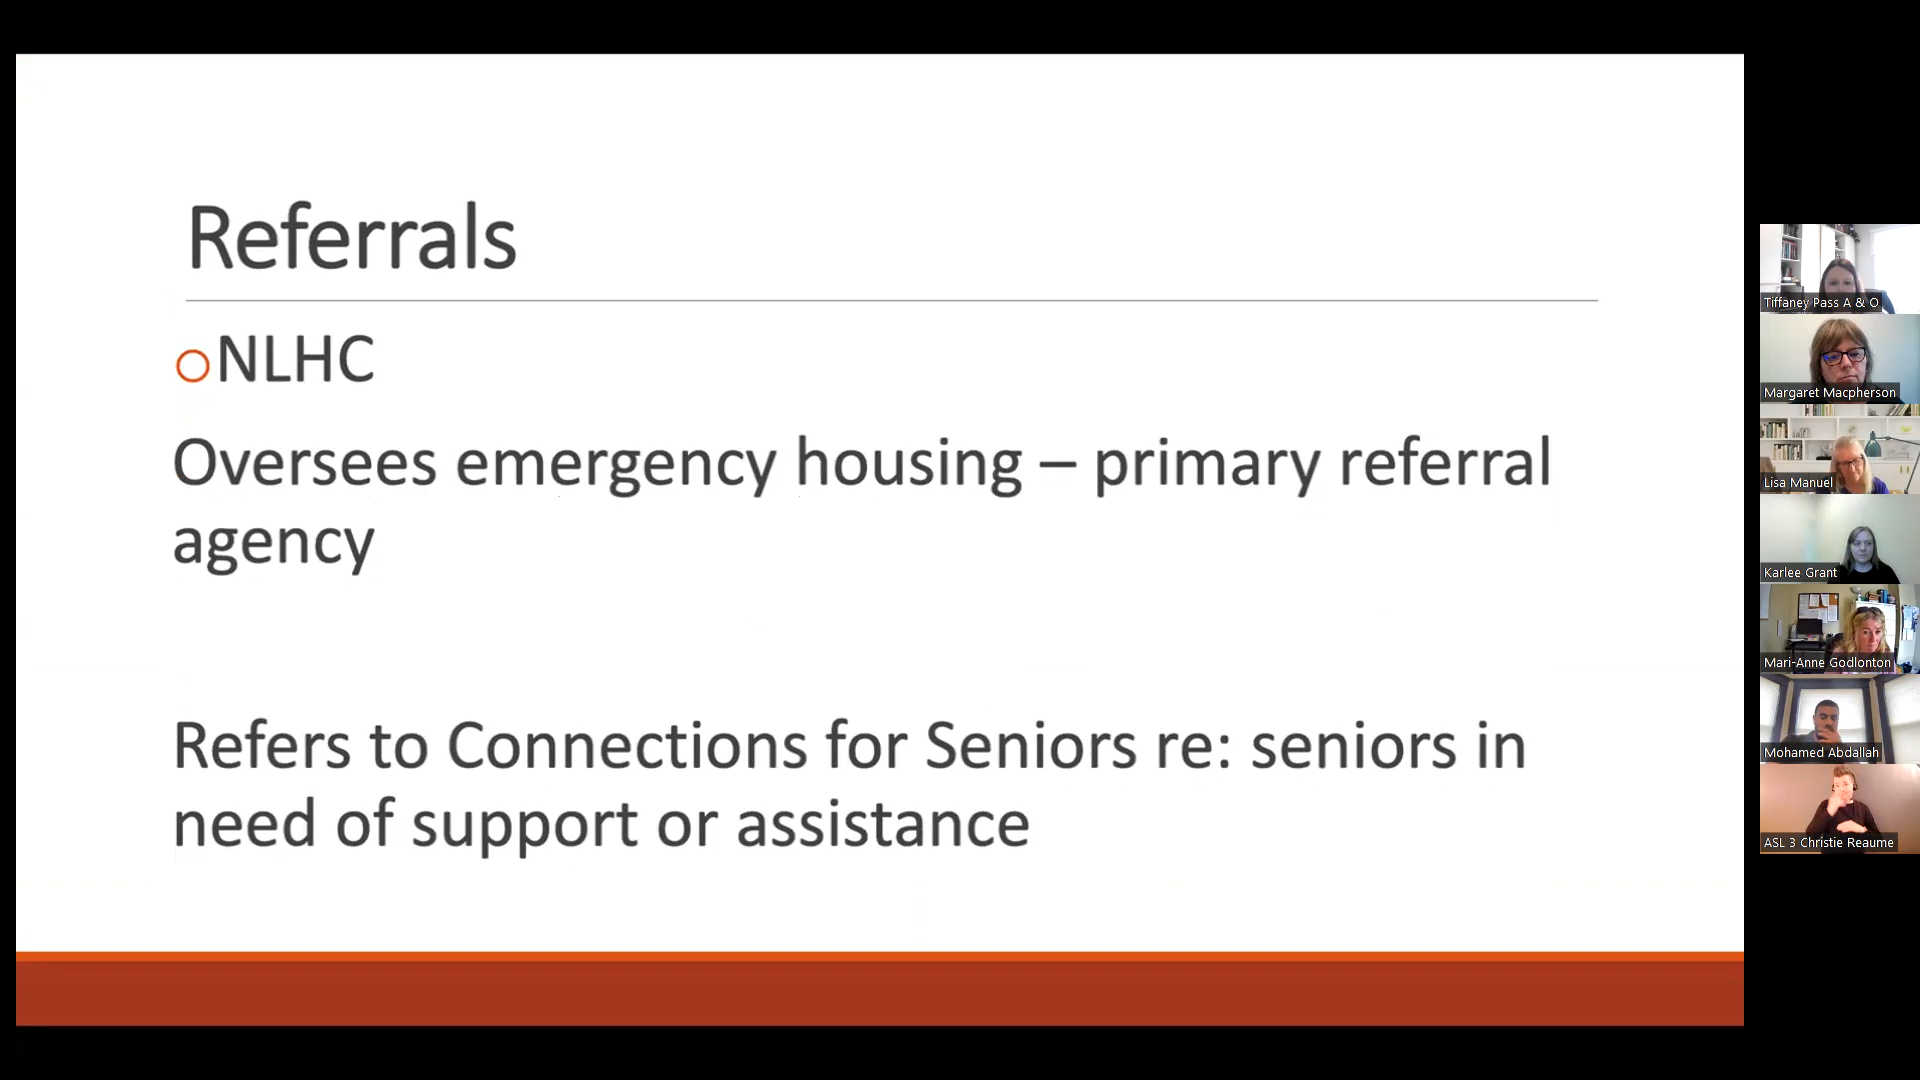 Referrals
NLHC
Oversees emergency housing – primary referral
agency
Refers to Connections for Seniors re: seniors in
need of support or assistance
Tiffaney Pass A & O
Margaret Macpherson
Lisa Manuel
Karlee Grant
Mari-Anne Godlonton
Mohamed Abdallah
ASL 3 Christie Reaume